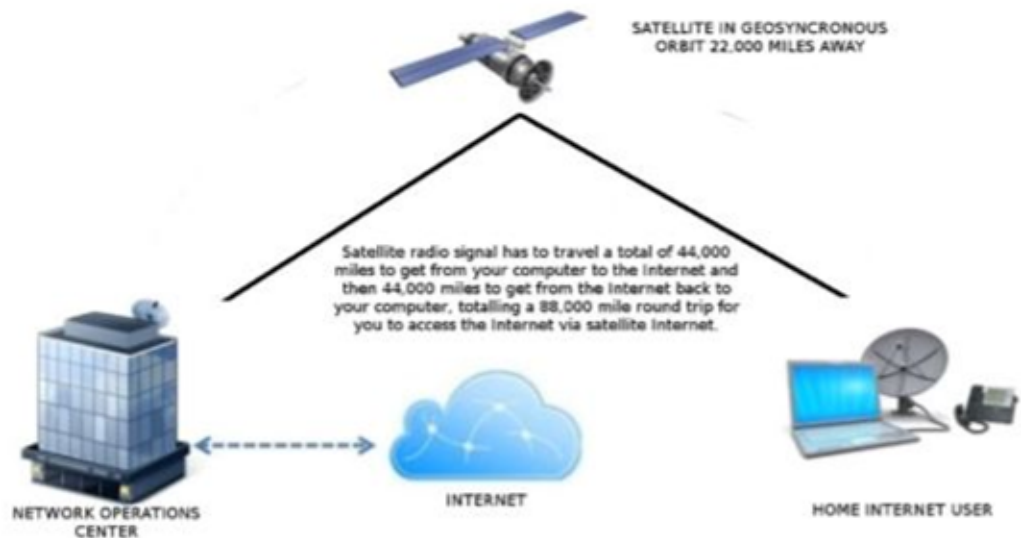 SATELLITE IN GEOSYNCRONOUS
ORBIT 22,000 MILES AWAY
Satellite radio signal has to travel a total of 44,000
miles to get from your computer to the Internet and
then 44,000 miles to get from the Internet back to
your computer, totalling a 88,000 mile round trip for
you to access the Internet via satellite Internet.
INTERNET
NETWORK OPERATIONS
CENTER
HOME INTERNET USER